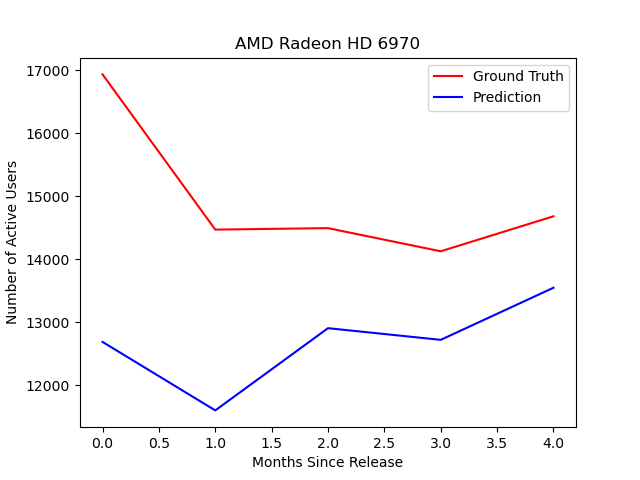 AMD Radeon HD 6970
Ground Truth
Prediction
Number of Active Users
17000
16000
15000
14000
13000
12000
0.0 0.5 1.0 1.5 2.0 2.5 3.0 3.5 4.0
Months Since Release